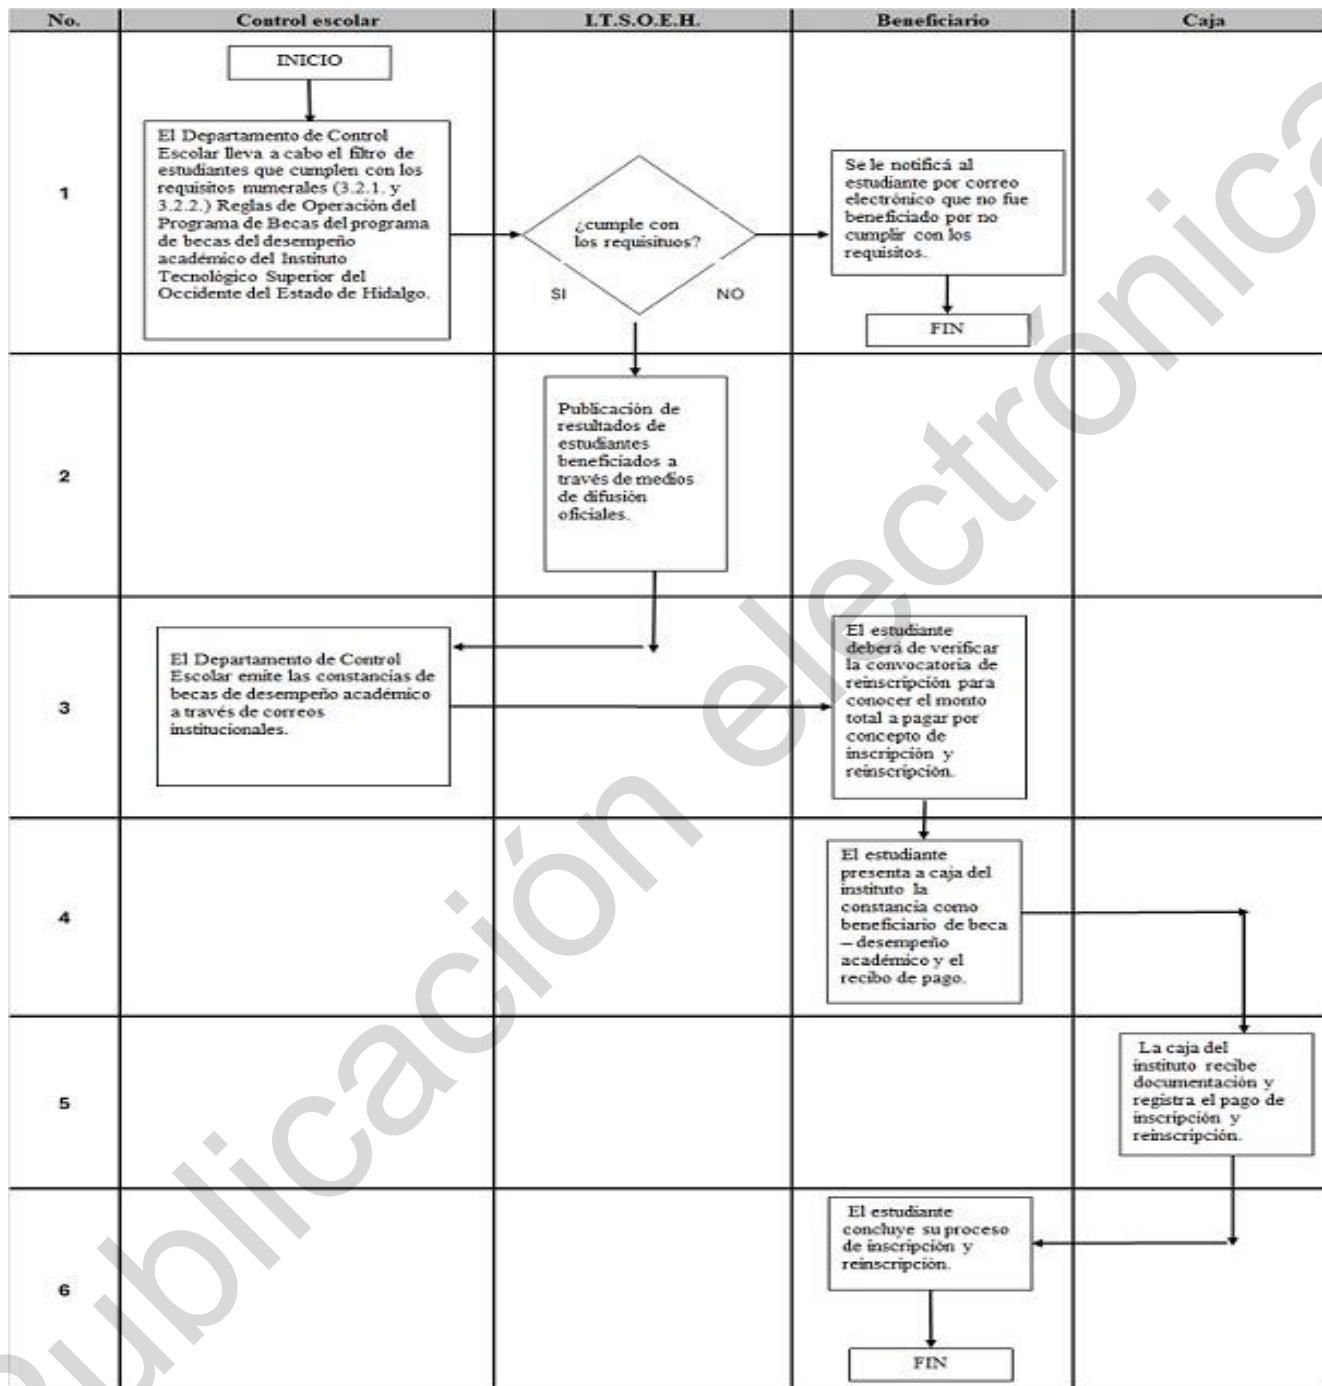 No. Control escolar I.T.S.O.E.H. Beneficiario Caja
INICIO
1
El Departamento de Control
Escolar lleva a cabo el filtro de
estudiantes que cumplen con los
requisitos numerales (3.2.1. y
3.2.2.) Reglas de Operación del
Programa de Becas del programa
de becas del desempeño
académico del Instituto
Tecnológico Superior del
Occidente del Estado de Hidalgo.
¿cumple con
los requisituos?
SI
NO
Se le notificá al
estudiante por correo
electrónico que no fue
beneficiado por no
cumplir con los
requisitos.
FIN
2
Publicación de
resultados de
estudiantes
beneficiados a
través de medios
de difusión
oficiales.
3
El Departamento de Control
Escolar emite las constancias de
becas de desempeño académico
a través de correos
institucionales.
El estudiante
deberá de verificar
la convocatoria de
reinscripción para
conocer el monto
total a pagar por
concepto de
inscripción y
reinscripción.
4
El estudiante
presenta a caja del
instituto la
constancia como
beneficiario de beca
– desempeño
académico y el
recibo de pago.
5
La caja del
instituto recibe
documentación y
registra el pago de
inscripción y
reinscripción.
6
El estudiante
concluye su proceso
de inscripción y
reinscripción.
FIN
Publicación electrónica